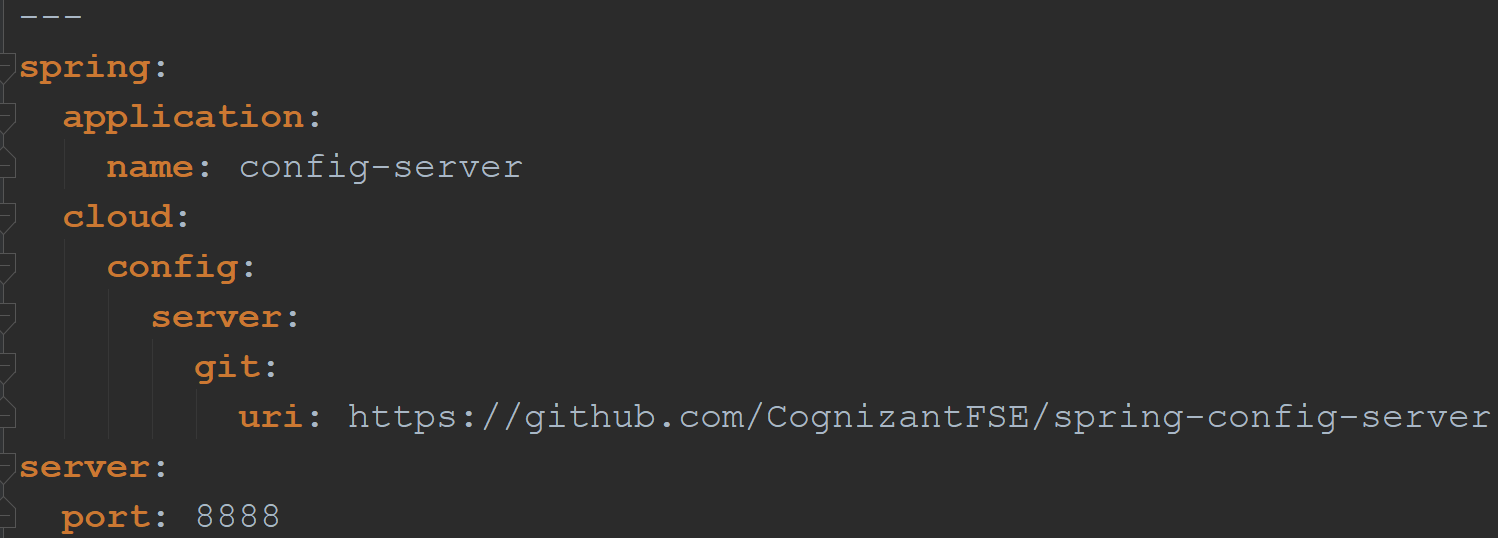 ---
spring:
  application:
    name: config-server
  cloud:
    config:
      server:
        git:
          uri: https://github.com/CognizantFSE/spring-config-server
server:
  port: 8888